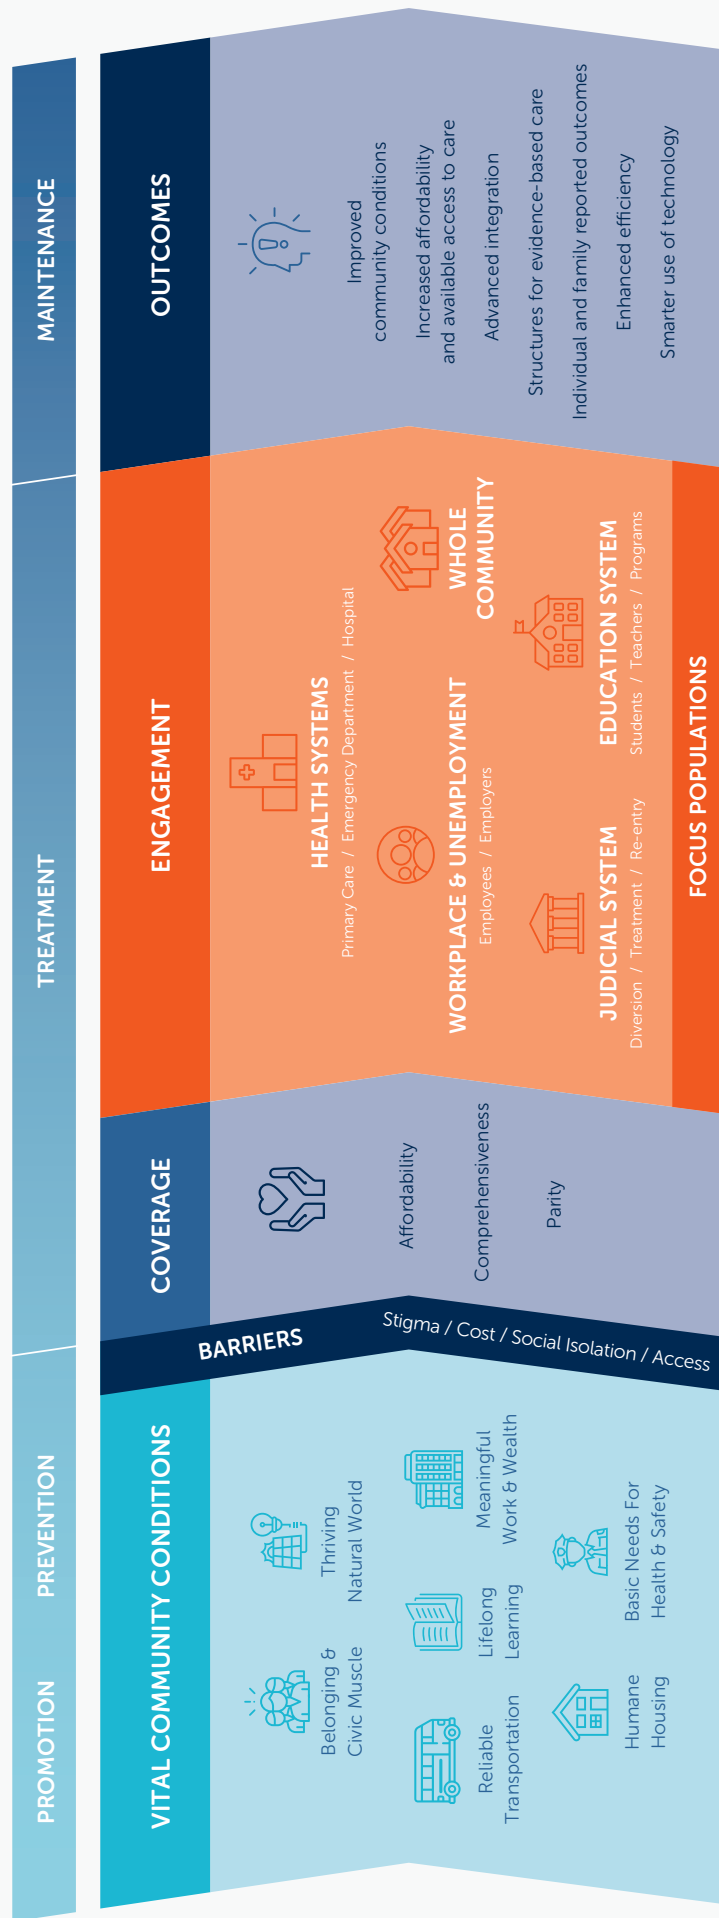 PROMOTION
PREVENTION
TREATMENT
MAINTENANCE
VITAL COMMUNITY CONDITIONS
Belonging &
Civic Muscle
Thriving
Natural World
Reliable
Transportation
Lifelong
Learning
Meaningful
Work & Wealth
Humane
Housing
Basic Needs For
Health & Safety
BARRIERS
Stigma / Cost / Social Isolation / Access
COVERAGE
Affordability
Comprehensiveness
Parity
ENGAGEMENT
HEALTH SYSTEMS
Primary Care / Emergency Department / Hospital
WORKPLACE & UNEMPLOYMENT
Employees / Employers
WHOLE
COMMUNITY
JUDICIAL SYSTEM
Diversion / Treatment / Re-entry
EDUCATION SYSTEM
Students / Teachers / Programs
FOCUS POPULATIONS
OUTCOMES
Improved
community conditions
Increased affordability
and available access to care
Advanced integration
Structures for evidence-based care
Individual and family reported outcomes
Enhanced efficiency
Smarter use of technology